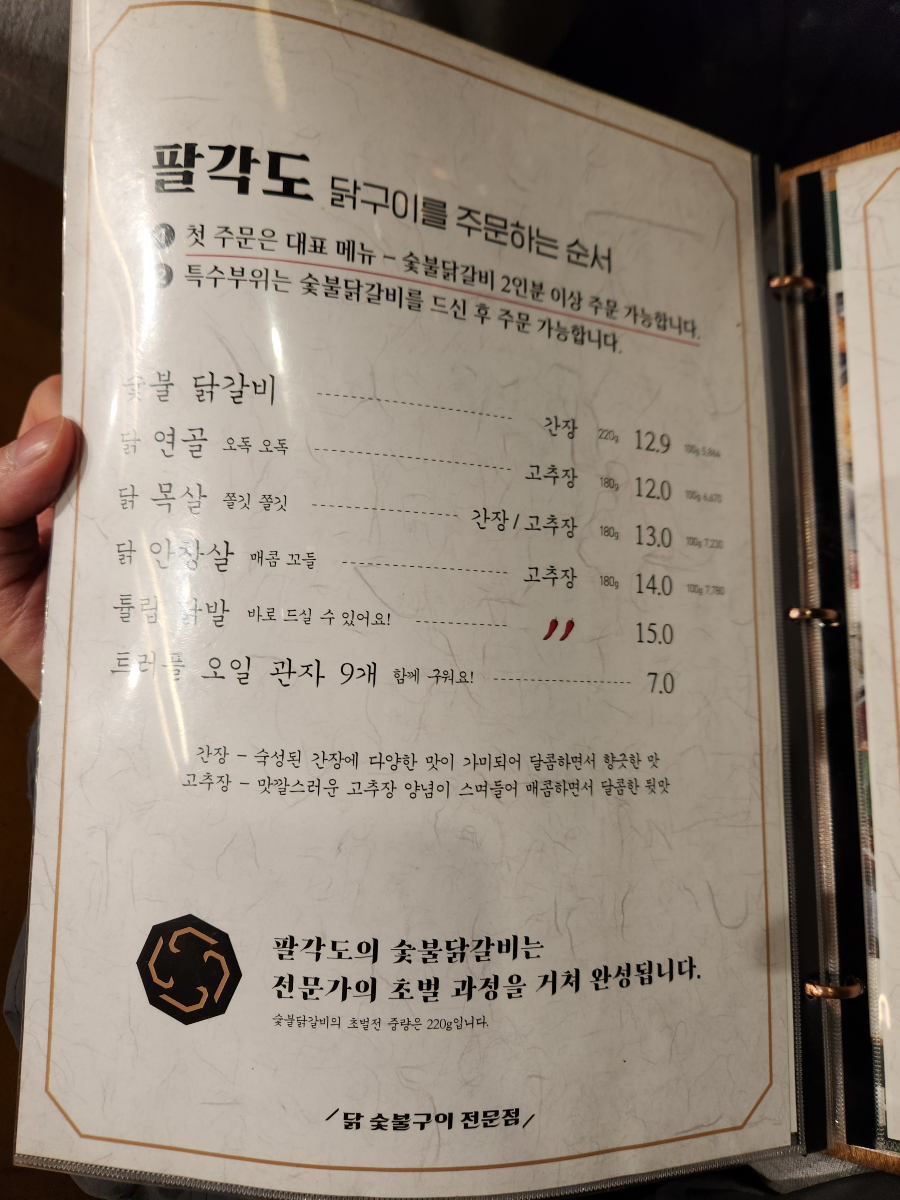 팔각도 닭구이를 주문하는 순서
1 첫 주문은 대표 메뉴 - 숯불닭갈비 2인분 이상 주문 가능합니다.
2 특수부위는 숯불닭갈비를 드신 후 주문 가능합니다.
숯불 닭갈비 간장 220g 12.9 100g 5,864
닭 연골 오독 오독 고추장 180g 12.0 100g 6,670
닭 목살 쫄깃 쫄깃 간장/고추장 180g 13.0 100g 7,230
닭 안창살 매콤 꼬들 고추장 180g 14.0 100g 7,780
튤립 닭발 바로 드실 수 있어요! 15.0
트러플 오일 관자 9개 함께 구워요! 7.0
간장 - 숙성된 간장에 다양한 맛이 가미되어 달콤하면서 향긋한 맛
고추장 - 맛깔스러운 고추장 양념이 스며들어 매콤하면서 달콤한 뒷맛
팔각도의 숯불닭갈비는
전문가의 초벌 과정을 거쳐 완성됩니다.
숯불닭갈비의 초벌전 중량은 220g입니다.
/닭 숯불구이 전문점/